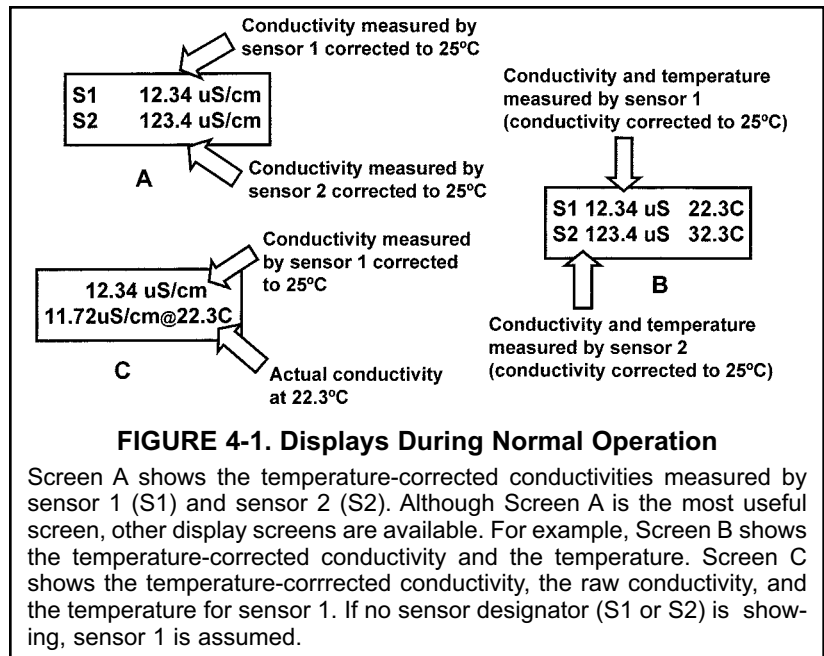 Conductivity measured by
sensor 1 corrected to 25ºC
S1 12.34 uS/cm
S2 123.4 uS/cm
A
Conductivity measured by
sensor 2 corrected to 25ºC
Conductivity measured
by sensor 1 corrected
to 25ºC
12.34 uS/cm
11.72uS/cm@22.3C
C
Actual conductivity
at 22.3ºC
Conductivity and temperature
measured by sensor 1
(conductivity corrected to 25ºC)
S1 12.34 uS 22.3C
S2 123.4 uS 32.3C
B
Conductivity and temperature
measured by sensor 2
(conductivity corrected to 25ºC)
FIGURE 4-1. Displays During Normal Operation
Screen A shows the temperature-corrected conductivities measured by
sensor 1 (S1) and sensor 2 (S2). Although Screen A is the most useful
screen, other display screens are available. For example, Screen B shows
the temperature-corrected conductivity and the temperature. Screen C
shows the temperature-corrrected conductivity, the raw conductivity, and
the temperature for sensor 1. If no sensor designator (S1 or S2) is show-
ing, sensor 1 is assumed.